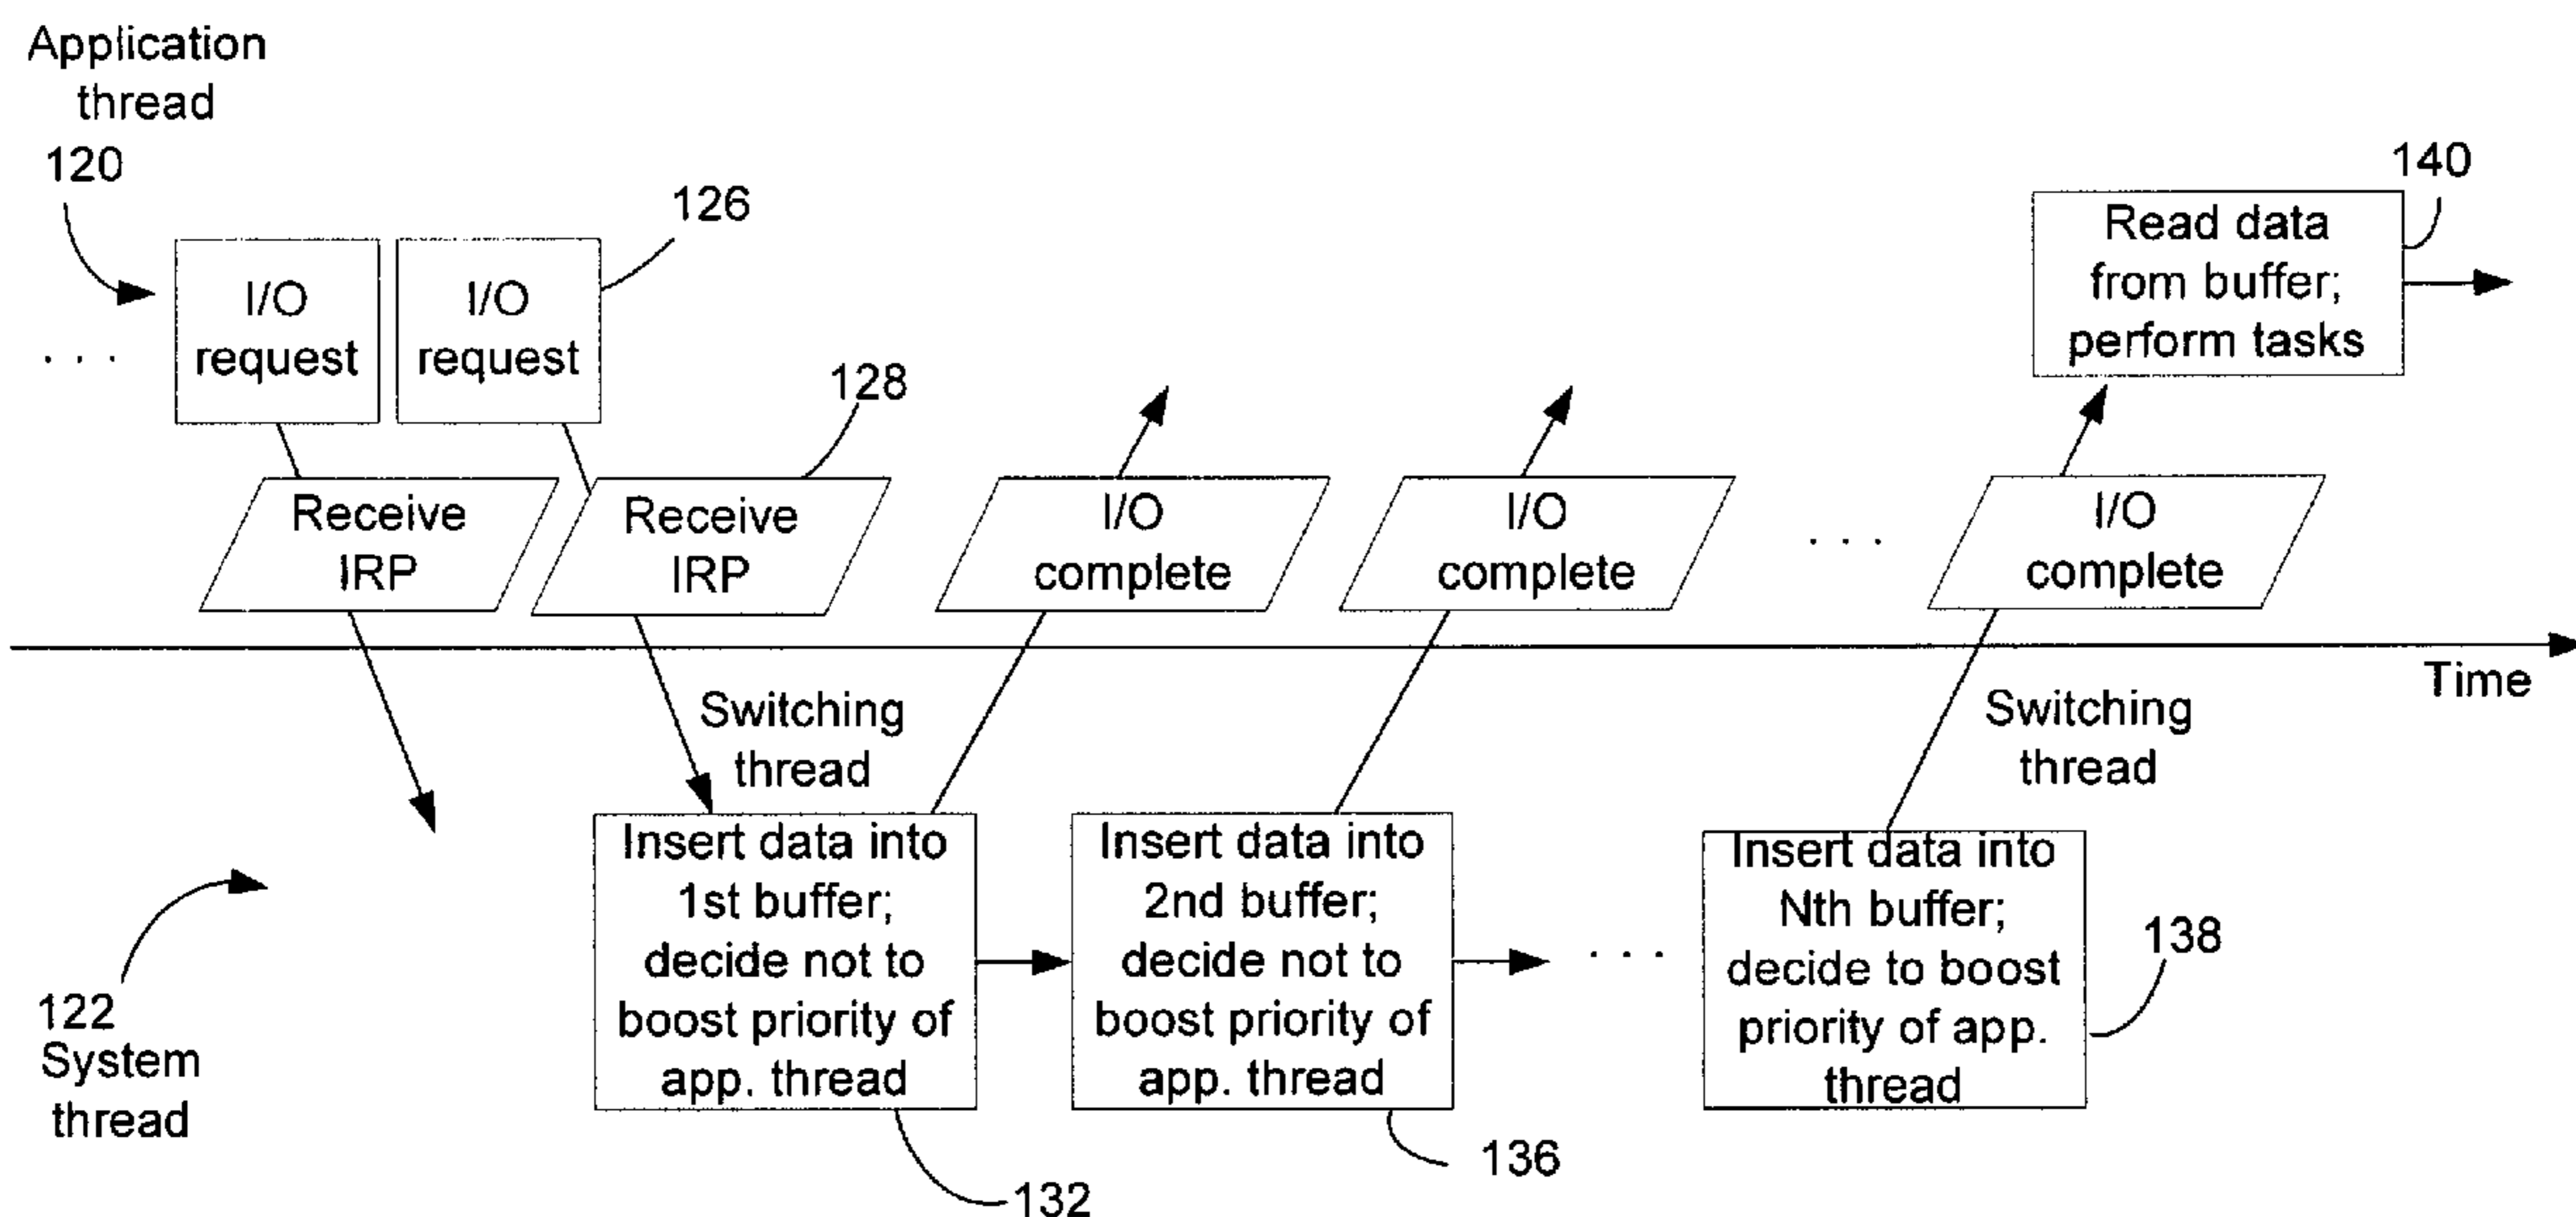 Application
thread
120
126
140
I/O
request
I/O
request
Read data
from buffer;
perform tasks
. . .
128
Receive
IRP
Receive
IRP
I/O
complete
I/O
complete
. . .
I/O
complete
Time
Switching
thread
Switching
thread
Insert data into
1st buffer;
decide not to
boost priority of
app. thread
Insert data into
2nd buffer;
decide not to
boost priority of
app. thread
. . .
Insert data into
Nth buffer;
decide to boost
priority of app.
thread
138
122
System
thread
136
132